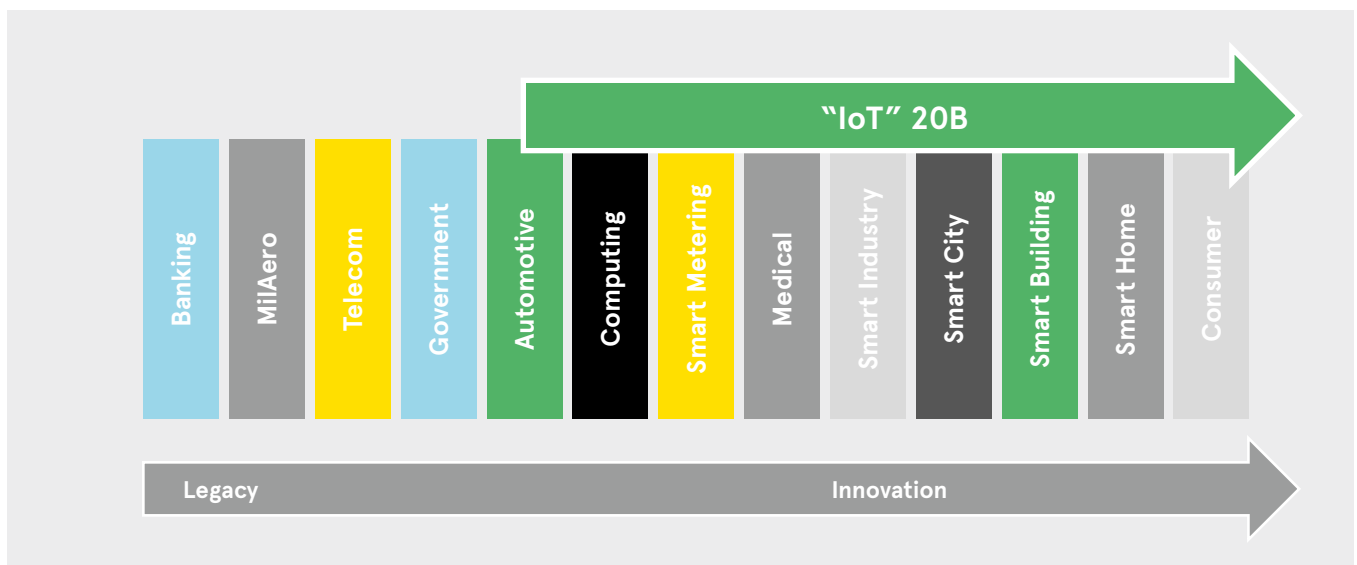 “IoT” 20B
Banking
MilAero
Telecom
Government
Automotive
Computing
Smart Metering
Medical
Smart Industry
Smart City
Smart Building
Smart Home
Consumer
Legacy
Innovation